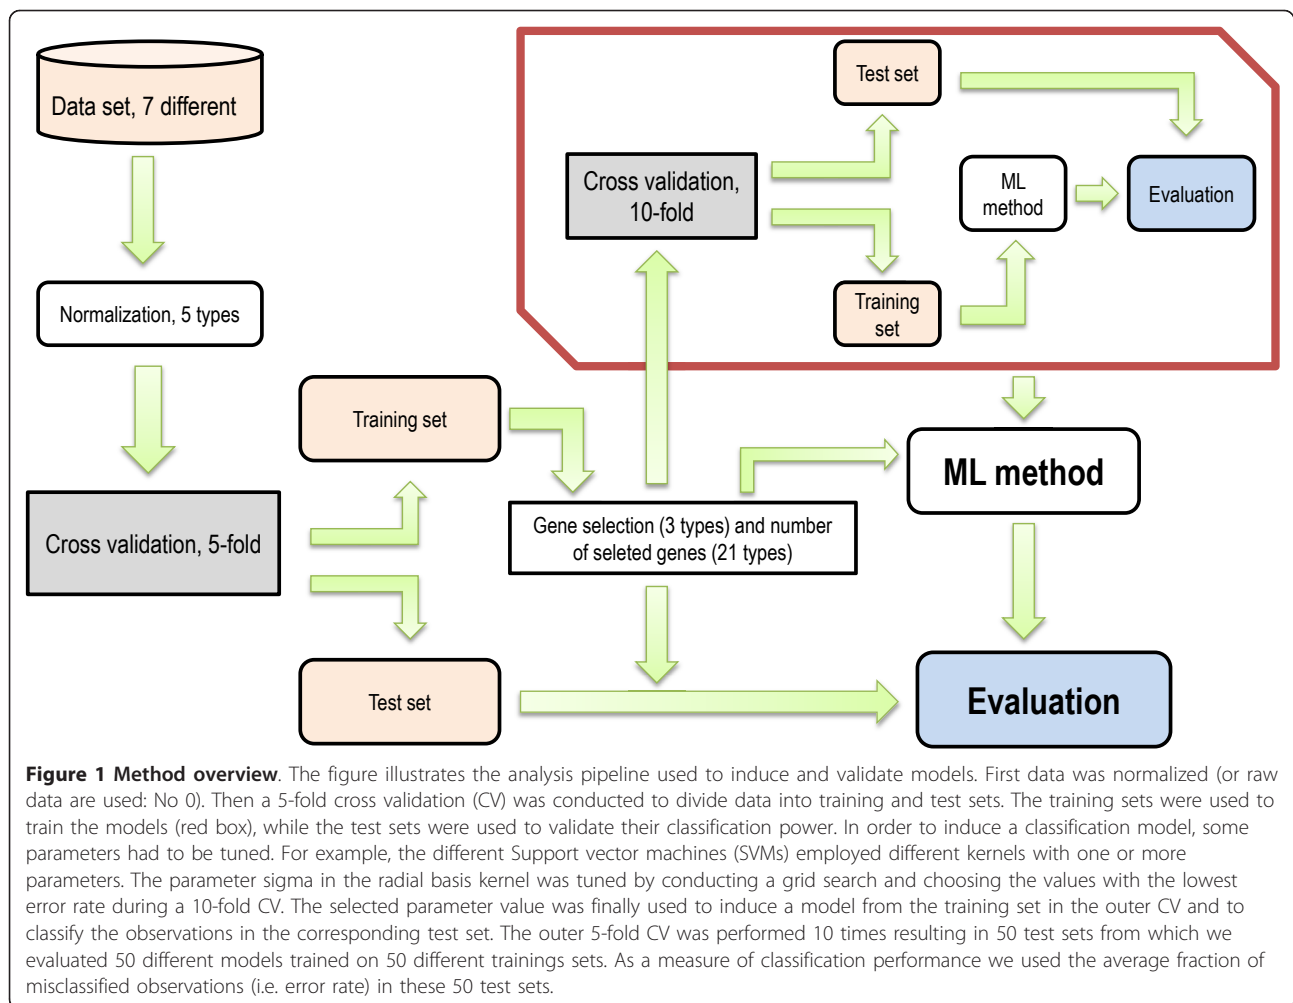 Data set, 7 different
Normalization, 5 types
Cross validation, 5-fold
Training set
Test set
Gene selection (3 types) and number
of seleted genes (21 types)
Cross validation,
10-fold
Test set
Training
set
ML
method
Evaluation
ML method
Evaluation
Figure 1 Method overview. The figure illustrates the analysis pipeline used to induce and validate models. First data was normalized (or raw
data are used: No 0). Then a 5-fold cross validation (CV) was conducted to divide data into training and test sets. The training sets were used to
train the models (red box), while the test sets were used to validate their classification power. In order to induce a classification model, some
parameters had to be tuned. For example, the different Support vector machines (SVMs) employed different kernels with one or more
parameters. The parameter sigma in the radial basis kernel was tuned by conducting a grid search and choosing the values with the lowest
error rate during a 10-fold CV. The selected parameter value was finally used to induce a model from the training set in the outer CV and to
classify the observations in the corresponding test set. The outer 5-fold CV was performed 10 times resulting in 50 test sets from which we
evaluated 50 different models trained on 50 different trainings sets. As a measure of classification performance we used the average fraction of
misclassified observations (i.e. error rate) in these 50 test sets.